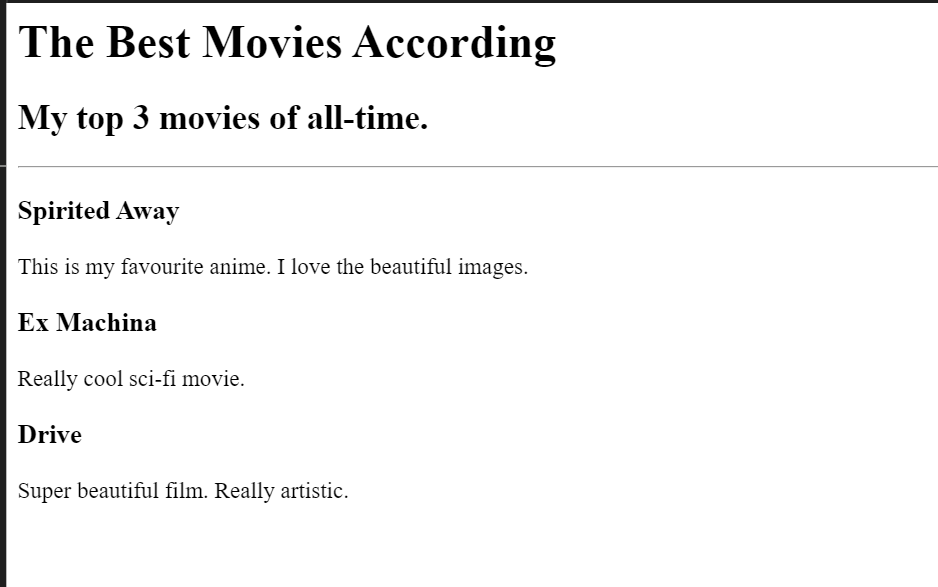 The Best Movies According
My top 3 movies of all-time.
Spirited Away
This is my favourite anime. I love the beautiful images.
Ex Machina
Really cool sci-fi movie.
Drive
Super beautiful film. Really artistic.